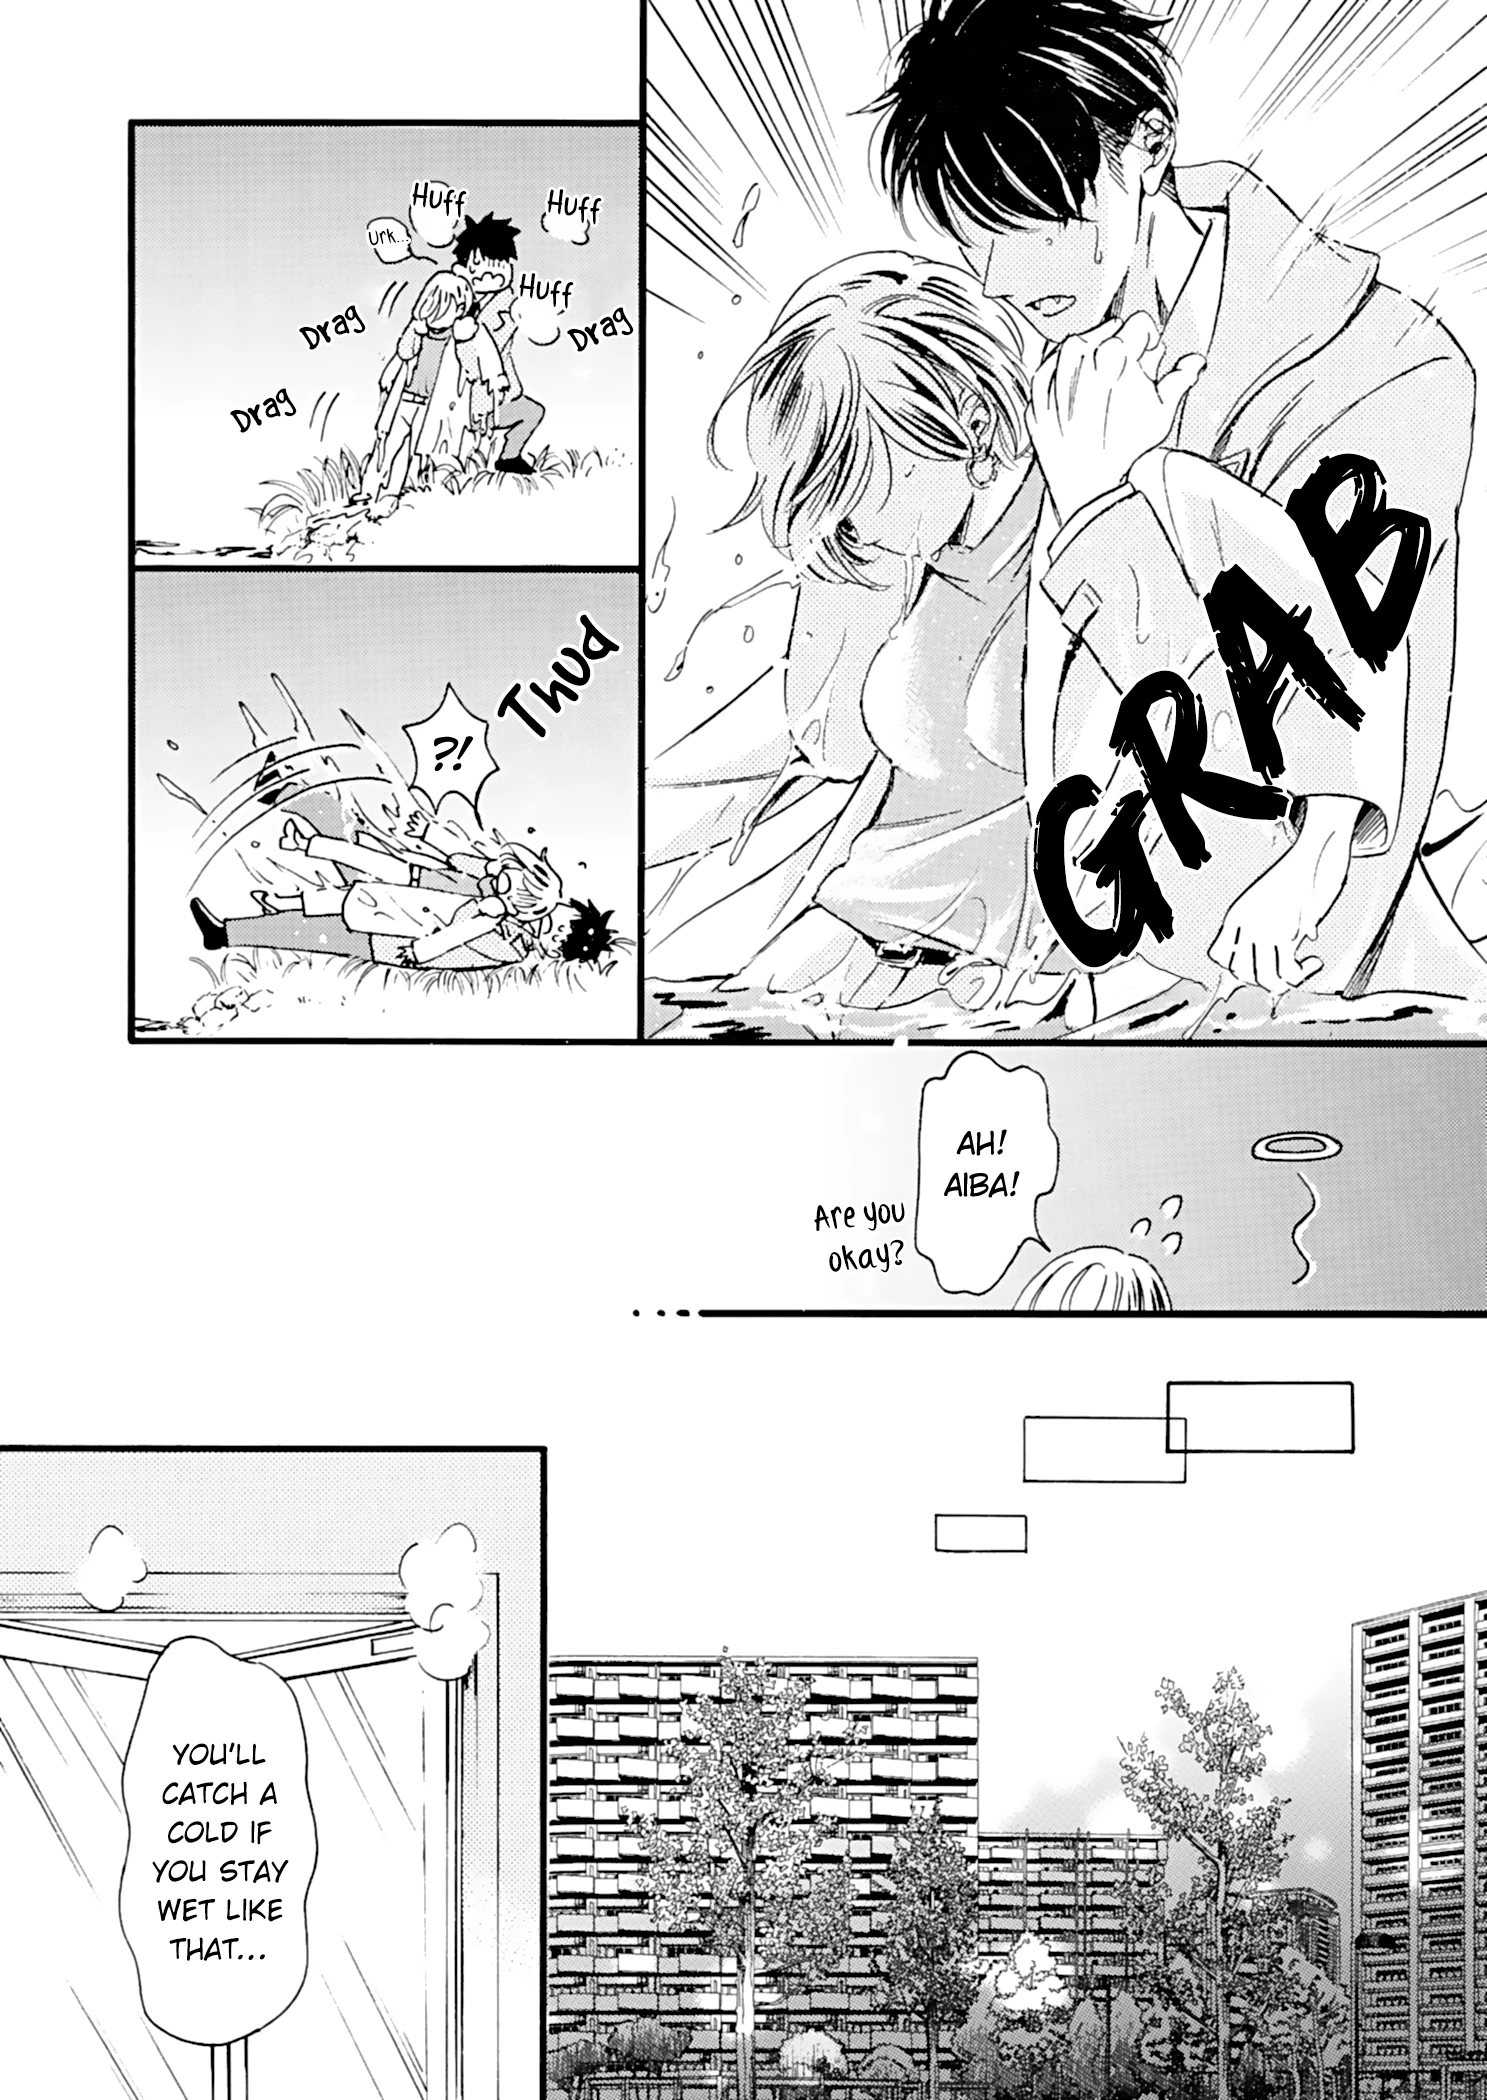 GRAB
Urk...
Huff
Huff
Huff
Drag
Drag
Drag
Thud
?!
AH!
AIBA!
Are you
okay?
YOU'LL
CATCH A
COLD IF
YOU STAY
WET LIKE
THAT...